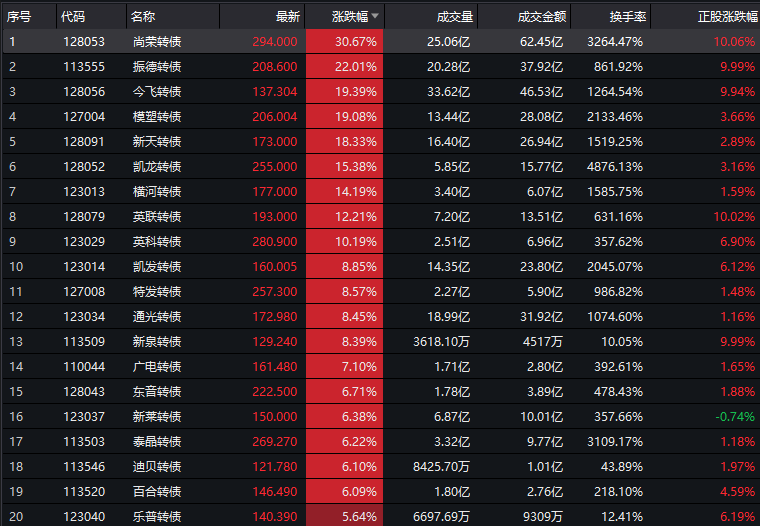 序号 代码 名称 最新 涨跌幅 成交量 成交金额 换手率 正股涨跌幅
1 128053 尚荣转债 294.000 30.67% 25.06亿 62.45亿 3264.47% 10.06%
2 113555 振德转债 208.600 22.01% 20.28亿 37.92亿 861.92% 9.99%
3 128056 今飞转债 137.304 19.39% 33.62亿 46.53亿 1264.54% 9.94%
4 127004 模塑转债 206.004 19.08% 13.44亿 28.08亿 2133.46% 3.66%
5 128091 新天转债 173.000 18.33% 16.40亿 26.94亿 1519.25% 2.89%
6 128052 凯龙转债 255.000 15.38% 5.85亿 15.77亿 4876.13% 3.16%
7 123013 横河转债 177.000 14.19% 3.40亿 6.07亿 1585.75% 1.59%
8 128079 英联转债 193.000 12.21% 7.20亿 13.51亿 631.16% 10.02%
9 123029 英科转债 280.900 10.19% 2.51亿 6.96亿 357.62% 6.90%
10 123014 凯发转债 160.005 8.85% 14.35亿 23.80亿 2045.07% 6.12%
11 127008 特发转债 257.300 8.57% 2.27亿 5.90亿 986.82% 1.48%
12 123034 通光转债 172.980 8.45% 18.99亿 31.92亿 1074.60% 1.16%
13 113509 新泉转债 129.240 8.39% 3618.10万 4517万 10.05% 9.99%
14 110044 广电转债 161.480 7.10% 1.71亿 2.80亿 392.61% 1.65%
15 128043 东音转债 222.500 6.71% 1.78亿 3.89亿 478.43% 1.88%
16 123037 新莱转债 150.000 6.38% 6.87亿 10.01亿 357.66% -0.74%
17 113503 泰晶转债 269.270 6.22% 3.32亿 9.77亿 3109.17% 1.18%
18 113546 迪贝转债 121.780 6.10% 8425.70万 1.01亿 43.89% 1.97%
19 113520 百合转债 146.490 6.09% 1.80亿 2.76亿 218.10% 4.59%
20 123040 乐普转债 140.390 5.64% 6697.69万 9309万 12.41% 6.19%